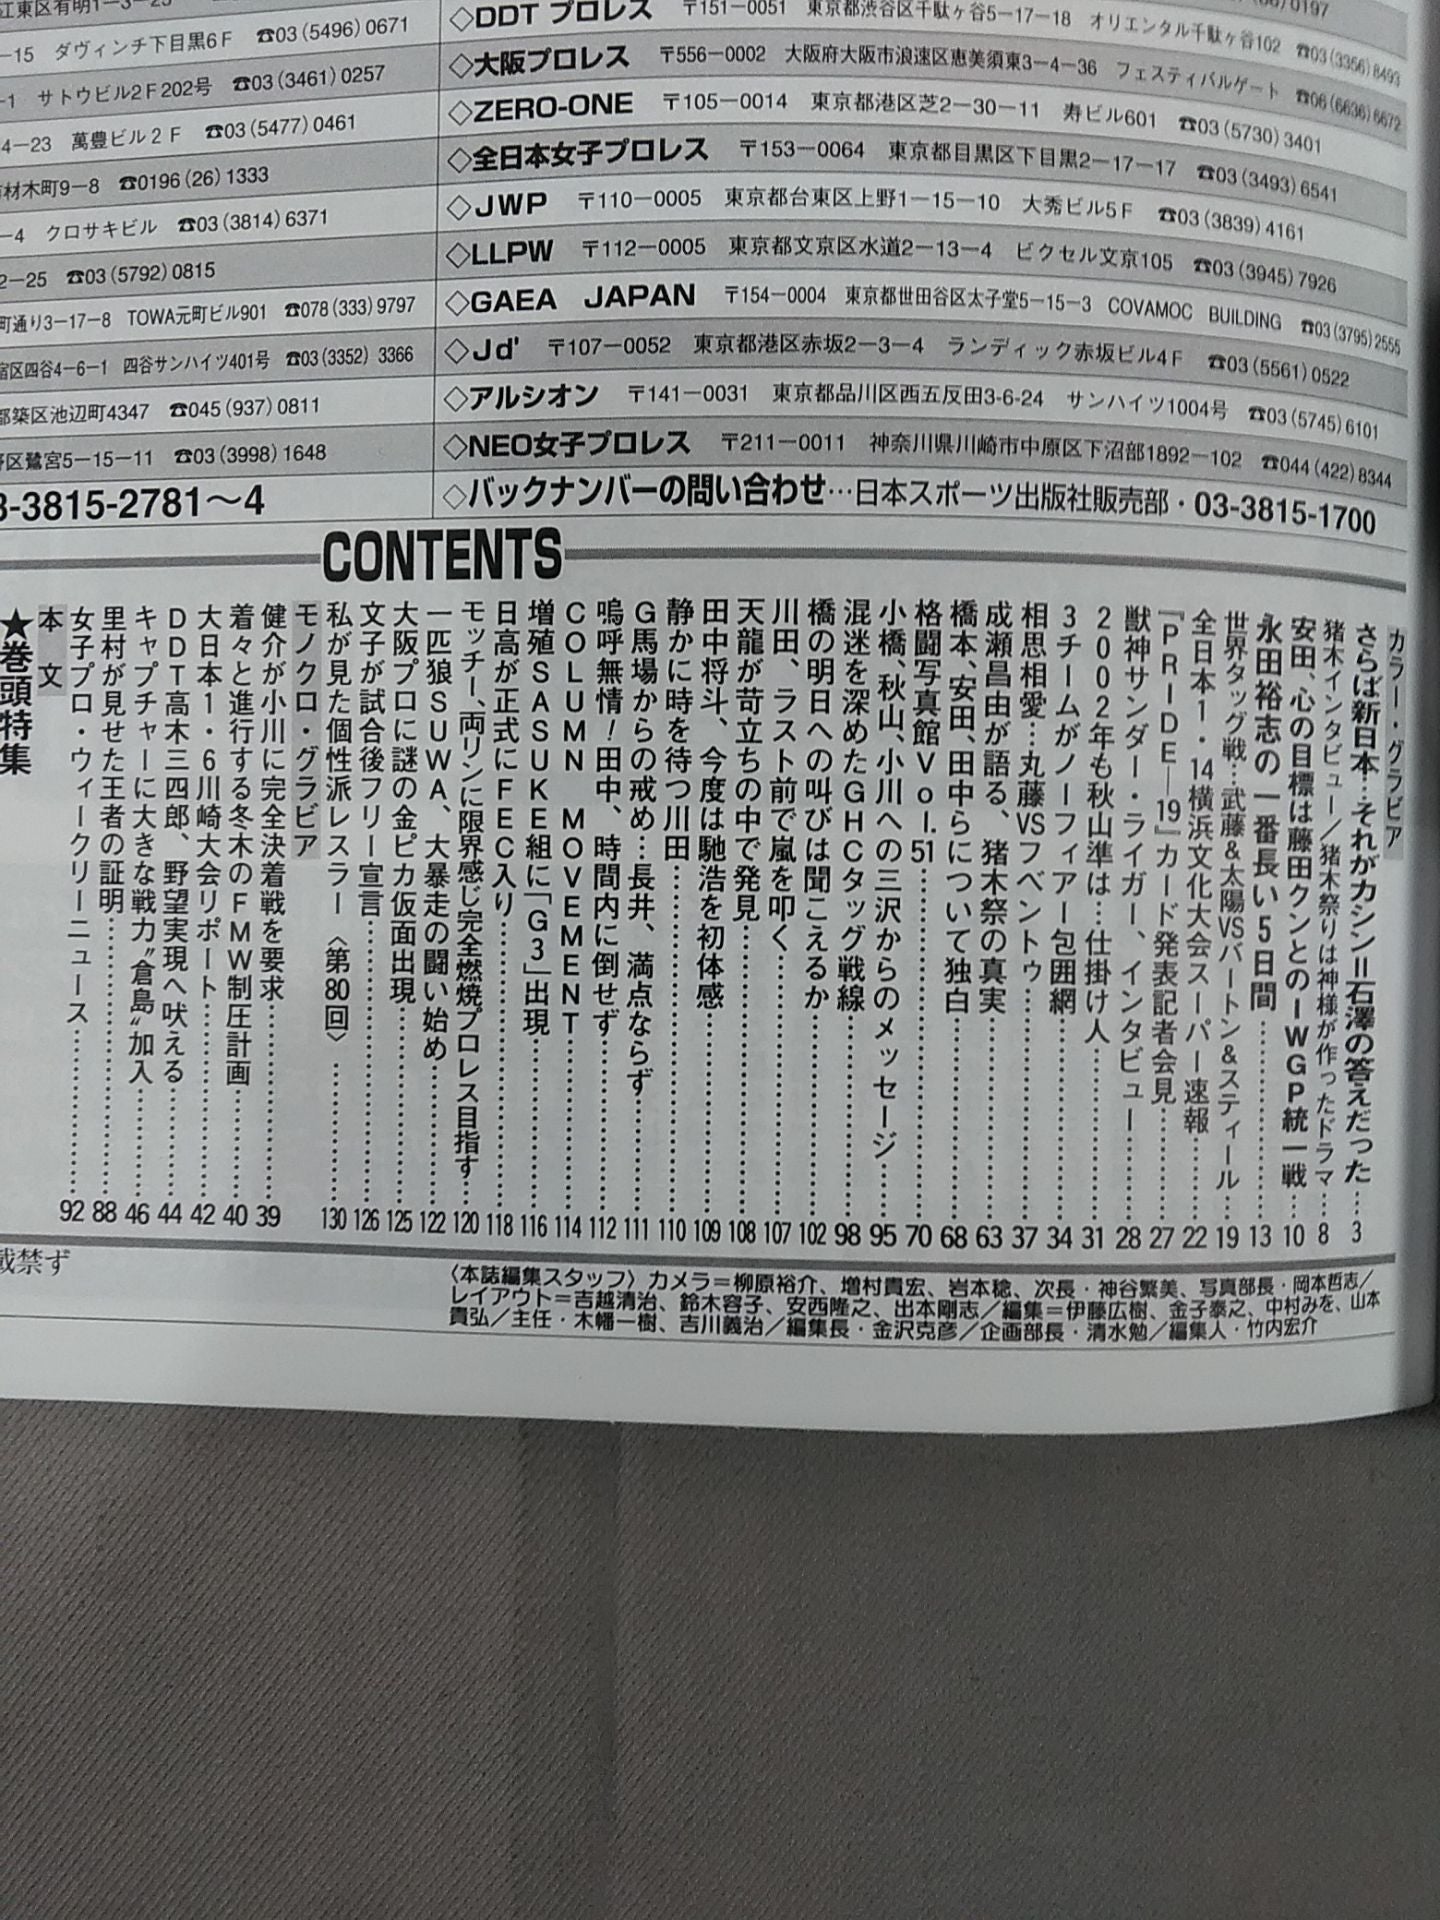 江東区有明1-3-25
-15 ダヴィンチ下目黒6F ☎03(5496)0671
-1 サトウビル2F202号 ☎03(3461)0257
4-23 萬豊ビル2F ☎03(5477)0461
材木町9-8 ☎0196(26)1333
-4 クロサキビル ☎03(3814)6371
2-25 ☎03(5792)0815
町通り3-17-8 TOWA元町ビル901 ☎078(333)9797
宿区四谷4-6-1 四谷サンハイツ401号 ☎03(3352)3366
都築区池辺町4347 ☎045(937)0811
野区鷺宮5-15-11 ☎03(3998)1648
3-3815-2781〜4
◇DDTプロレス 〒151-0051 東京都渋谷区千駄ヶ谷5-17-18 オリエンタル千駄ヶ谷102 ☎03(3356)8493
◇大阪プロレス 〒556-0002 大阪府大阪市浪速区恵美須東3-4-36 フェスティバルゲート ☎06(6636)6672
◇ZERO-ONE 〒105-0014 東京都港区芝2-30-11 寿ビル601 ☎03(5730)3401
◇全日本女子プロレス 〒153-0064 東京都目黒区下目黒2-17-17 ☎03(3493)6541
◇JWP 〒110-0005 東京都台東区上野1-15-10 大秀ビル5F ☎03(3839)4161
◇LLPW 〒112-0005 東京都文京区水道2-13-4 ビクセル文京105 ☎03(3945)7926
◇GAEA JAPAN 〒154-0004 東京都世田谷区太子堂5-15-3 COVAMOC BUILDING ☎03(3795)2555
◇Jd' 〒107-0052 東京都港区赤坂2-3-4 ランディック赤坂ビル4F ☎03(5561)0522
◇アルシオン 〒141-0031 東京都品川区西五反田3-6-24 サンハイツ1004号 ☎03(5745)6101
◇NEO女子プロレス 〒211-0011 神奈川県川崎市中原区下沼部1892-102 ☎044(422)8344
◇バックナンバーの問い合わせ…日本スポーツ出版社販売部・03-3815-1700
CONTENTS
カラー・グラビア
さらば新日本…それがカシン=石澤の答えだった…3
猪木インタビュー/猪木祭りは神様が作ったドラマ…8
安田、心の目標は藤田クンとのIWGP統一戦…10
永田裕志の一番長い5日間…13
世界タッグ戦…武藤&太陽VSバートン&スティール…19
全日本1・14横浜文化大会スーパー速報…22
『PRIDE-19』カード発表記者会見…27
獣神サンダー・ライガー、インタビュー…28
2002年も秋山準は…仕掛け人…31
3チームがノーフィアー包囲網…34
相思相愛…丸藤VSフベントゥ…37
成瀬昌由が語る、猪木祭の真実…63
橋本、安田、田中らについて独白…68
格闘写真館Vol.51…70
小橋、秋山、小川への三沢からのメッセージ…95
混迷を深めたGHCタッグ戦線…98
橋の明日への叫びは聞こえるか…102
川田、ラスト前で嵐を叩く…107
天龍が苛立ちの中で発見…108
田中将斗、今度は馳浩を初体感…109
静かに時を待つ川田…110
G馬場からの戒め…長井、満点ならず…111
嗚呼無情!田中、時間内に倒せず…112
COLUMN MOVEMENT…114
増殖SASUKE組に「G3」出現…116
日高が正式にFEC入り…118
モッチー、両リンに限界感じ完全燃焼プロレス目指す…120
一匹狼SUWA、大暴走の闘い始め…122
大阪プロに謎の金ピカ仮面出現…125
文子が試合後フリー宣言…126
私が見た個性派レスラー〈第80回〉…130
モノクロ・グラビア
健介が小川に完全決着戦を要求…39
着々と進行する冬木のFMW制圧計画…40
大日本1・6川崎大会リポート…42
DDT高木三四郎、野望実現へ吠える…44
キャプチャーに大きな戦力“倉島”加入…46
里村が見せた王者の証明…88
女子プロ・ウィークリーニュース…92
本文
★巻頭特集
載禁ず
〈本誌編集スタッフ〉カメラ=柳原裕介、増村貴宏、岩本稔、次長・神谷繁美、写真部長・岡本哲志/
レイアウト=吉越清治、鈴木容子、安西隆之、出本剛志/編集=伊藤広樹、金子泰之、中村みを、山本
貴弘/主任・木幡一樹、吉川義治/編集長・金沢克彦/企画部長・清水勉/編集人・竹内宏介